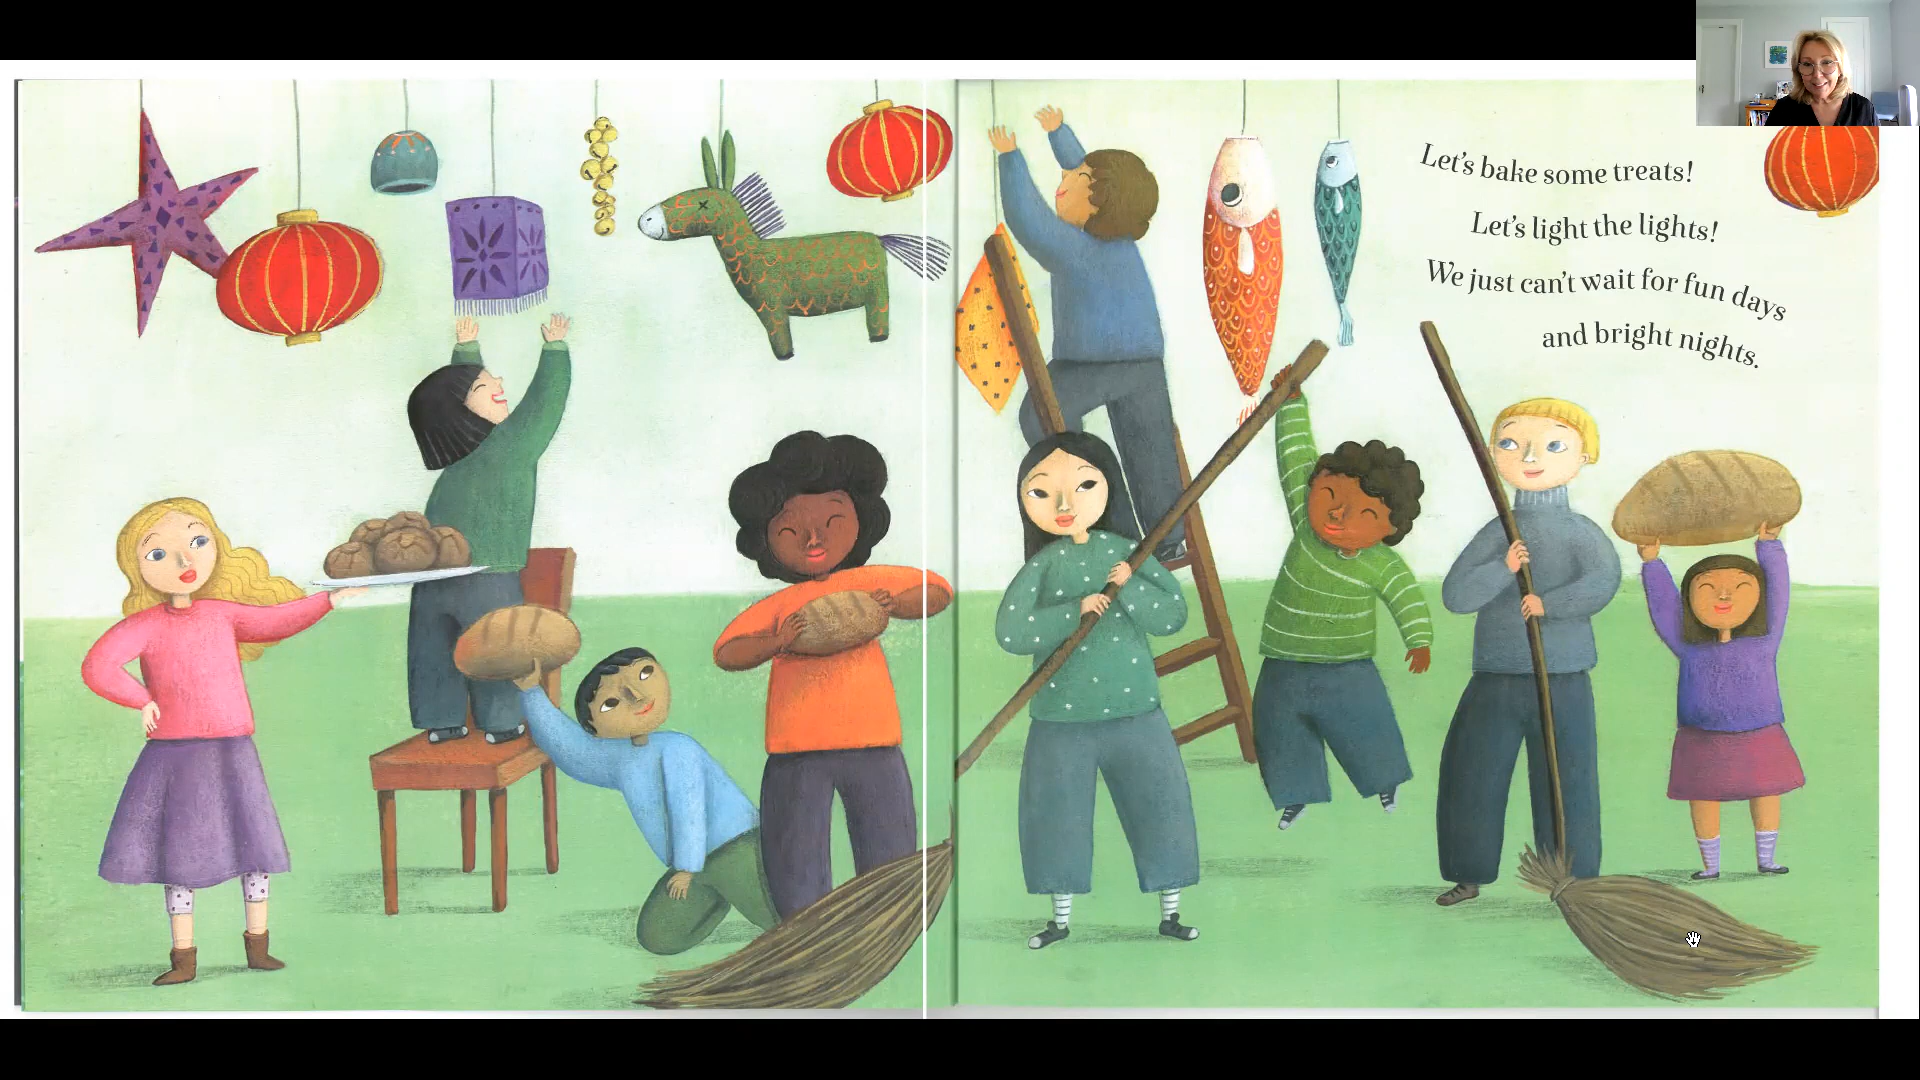 Let's bake some treats!
Let's light the lights!
We just can't wait for fun days
and bright nights.